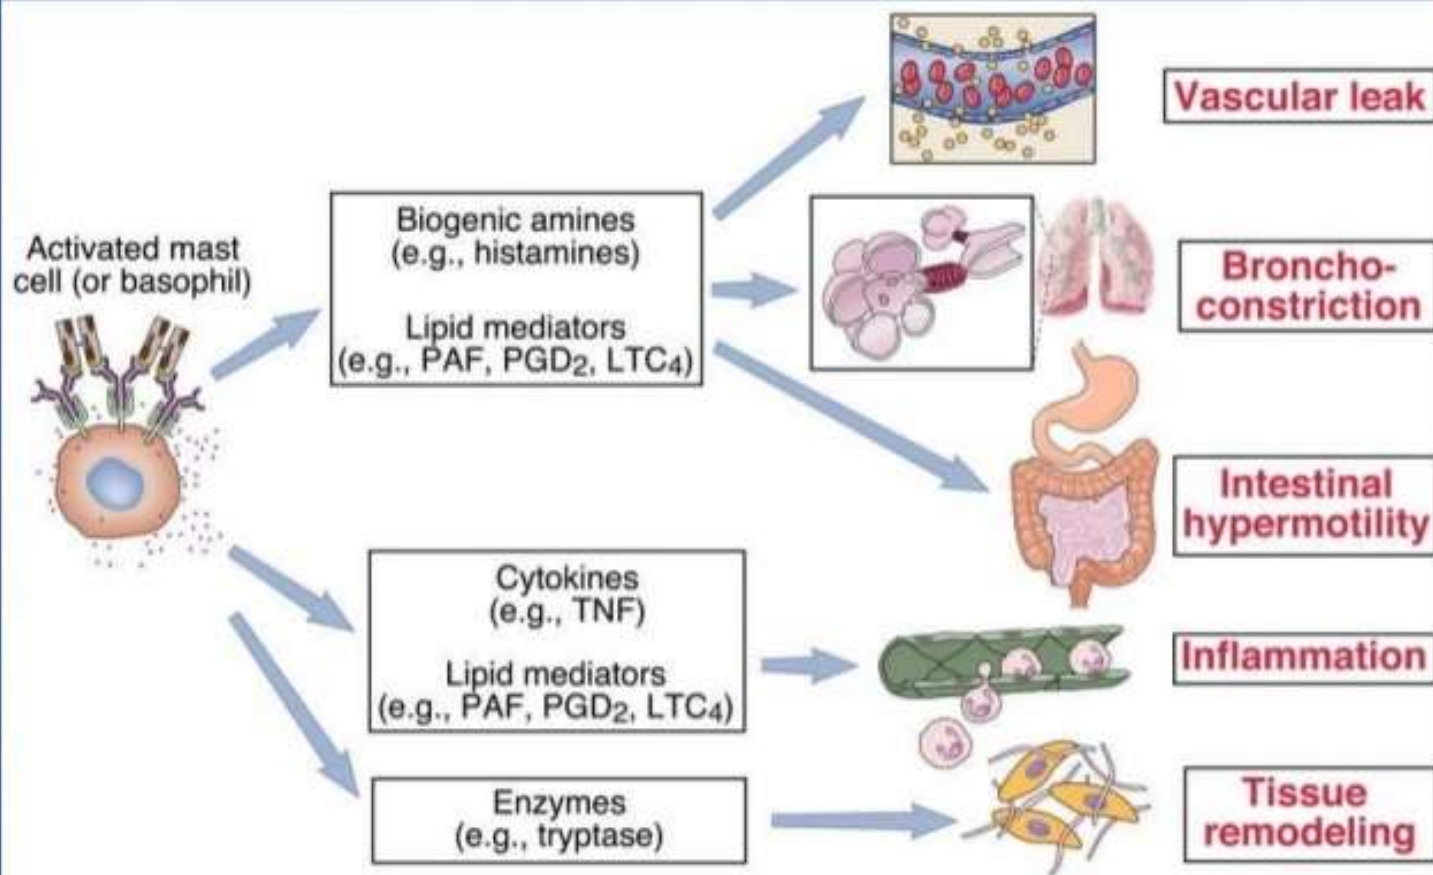 Activated mast
cell (or basophil)
Biogenic amines
(e.g., histamines)
Lipid mediators
(e.g., PAF, PGD₂, LTC₄)
Cytokines
(e.g., TNF)
Lipid mediators
(e.g., PAF, PGD₂, LTC₄)
Enzymes
(e.g., tryptase)
Vascular leak
Broncho-
constriction
Intestinal
hypermotility
Inflammation
Tissue
remodeling